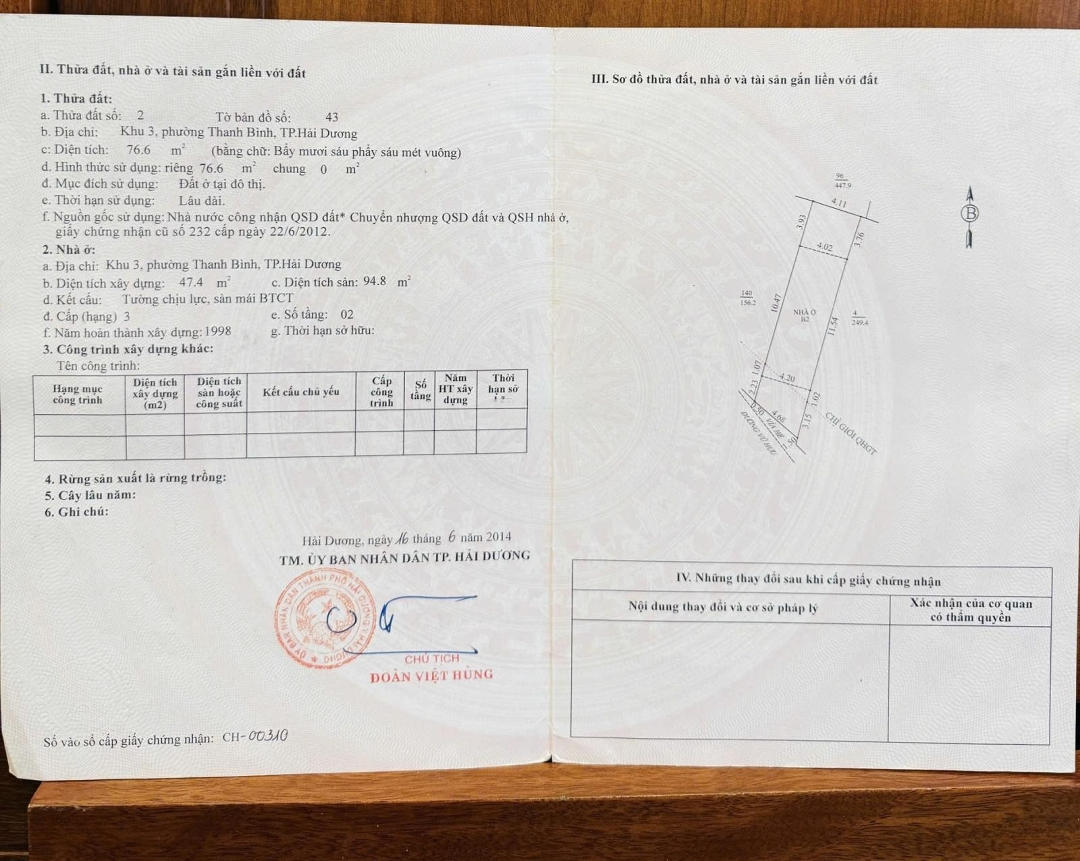 II. Thửa đất, nhà ở và tài sản gắn liền với đất
1. Thửa đất:
a. Thửa đất số: 2 Tờ bản đồ số: 43
b. Địa chỉ: Khu 3, phường Thanh Bình, TP.Hải Dương
c: Diện tích: 76.6 m² (bằng chữ: Bẩy mươi sáu phẩy sáu mét vuông)
d. Hình thức sử dụng: riêng 76.6 m² chung 0 m²
đ. Mục đích sử dụng: Đất ở tại đô thị.
e. Thời hạn sử dụng: Lâu dài.
f. Nguồn gốc sử dụng: Nhà nước công nhận QSD đất* Chuyển nhượng QSD đất và QSH nhà ở,
giấy chứng nhận cũ số 232 cấp ngày 22/6/2012.
2. Nhà ở:
a. Địa chỉ: Khu 3, phường Thanh Bình, TP.Hải Dương
b. Diện tích xây dựng: 47.4 m² c. Diện tích sàn: 94.8 m²
d. Kết cấu: Tường chịu lực, sàn mái BTCT
đ. Cấp (hạng) 3 e. Số tầng: 02
f. Năm hoàn thành xây dựng: 1998 g. Thời hạn sở hữu:
3. Công trình xây dựng khác:
Tên công trình:
Hạng mục công trình
Diện tích xây dựng (m2)
Diện tích sàn hoặc công suất
Kết cấu chủ yếu
Cấp công trình
Số tầng
Năm HT xây dựng
Thời hạn sở
4. Rừng sản xuất là rừng trồng:
5. Cây lâu năm:
6. Ghi chú:
Hải Dương, ngày 16 tháng 6 năm 2014
TM. ỦY BAN NHÂN DÂN TP. HẢI DƯƠNG
CHỦ TỊCH
ĐOÀN VIỆT HÙNG
Số vào sổ cấp giấy chứng nhận: CH-00310
III. Sơ đồ thửa đất, nhà ở và tài sản gắn liền với đất
96
447.9
4.11
3.93
3.76
4.02
B
140
156.2
10.47
NHÀ Ở
B2
4
249.4
11.54
1.07
4.20
2.23
1.02
0.50
4.68
VỈA HÈ
3.15
CHỈ GIỚI QHGT
IV. Những thay đổi sau khi cấp giấy chứng nhận
Nội dung thay đổi và cơ sở pháp lý
Xác nhận của cơ quan
có thẩm quyền